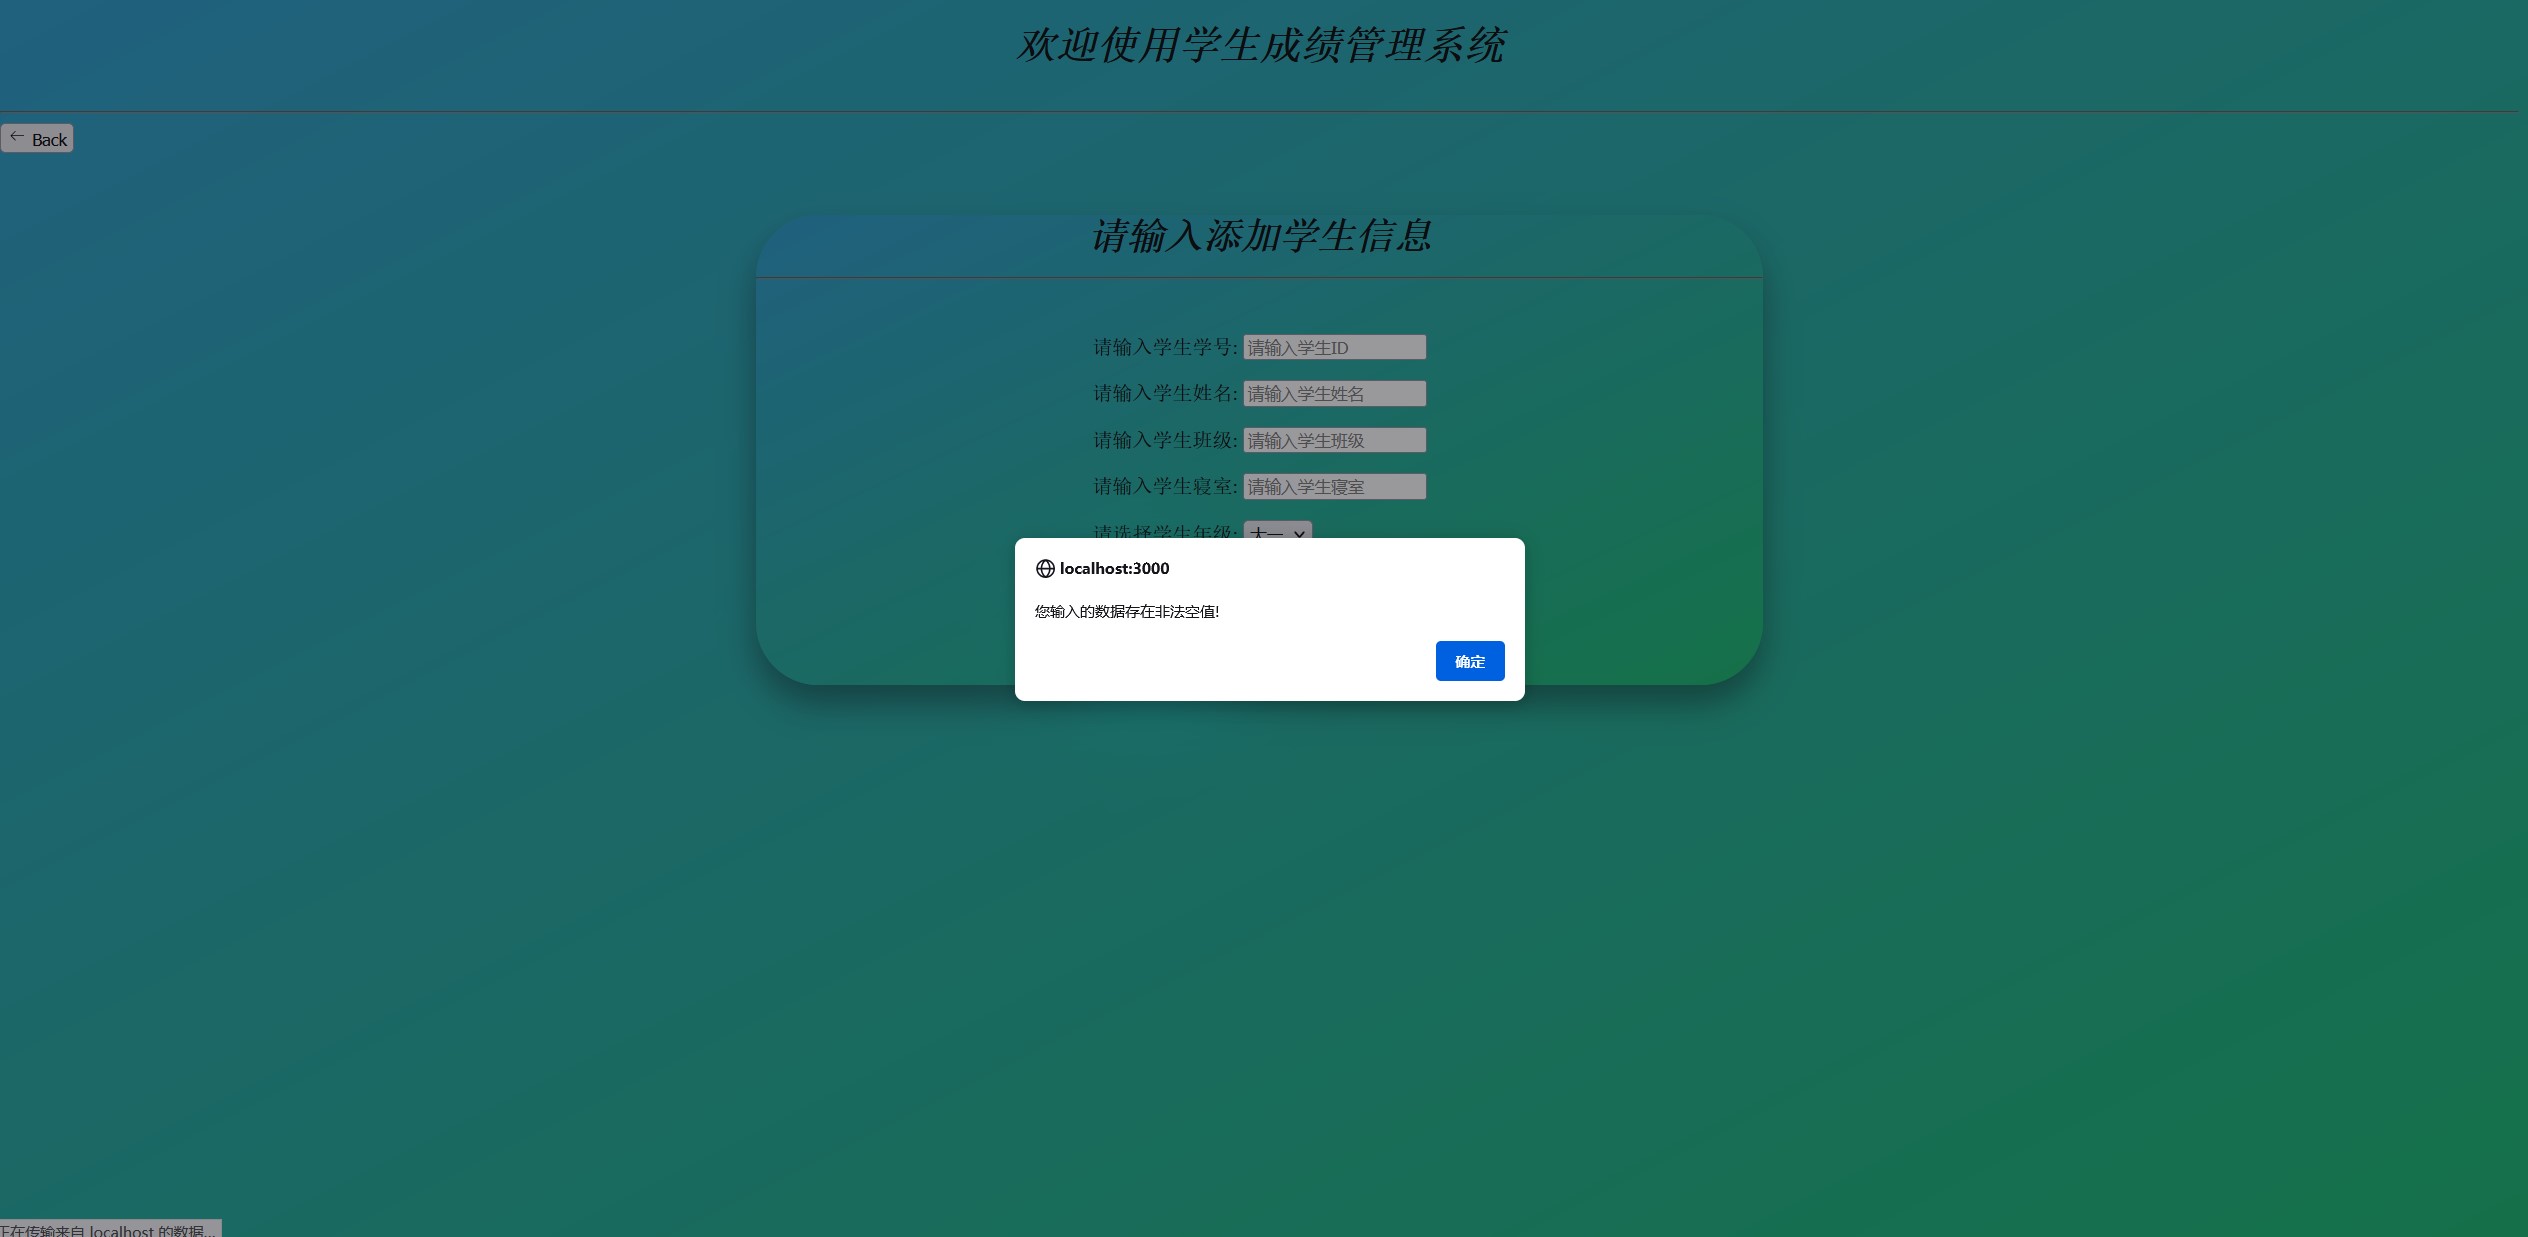 欢迎使用学生成绩管理系统
Back
请输入添加学生信息
请输入学生学号: 请输入学生ID
请输入学生姓名: 请输入学生姓名
请输入学生班级: 请输入学生班级
请输入学生寝室: 请输入学生寝室
请选择学生年级: 大一
localhost:3000
您输入的数据存在非法空值!
确定
正在传输来自 localhost 的数据...